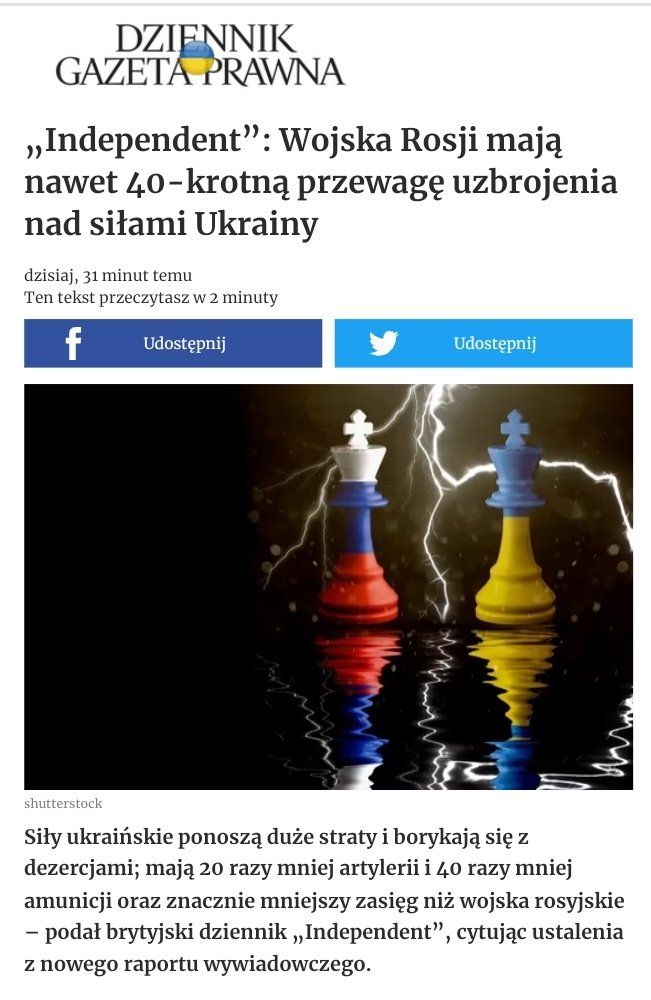 DZIENNIK
GAZETA PRAWNA
„Independent”: Wojska Rosji mają
nawet 40-krotną przewagę uzbrojenia
nad siłami Ukrainy
dzisiaj, 31 minut temu
Ten tekst przeczytasz w 2 minuty
Udostępnij
Udostępnij
shutterstock
Siły ukraińskie ponoszą duże straty i borykają się z
dezercjami; mają 20 razy mniej artylerii i 40 razy mniej
amunicji oraz znacznie mniejszy zasięg niż wojska rosyjskie
– podał brytyjski dziennik „Independent”, cytując ustalenia
z nowego raportu wywiadowczego.